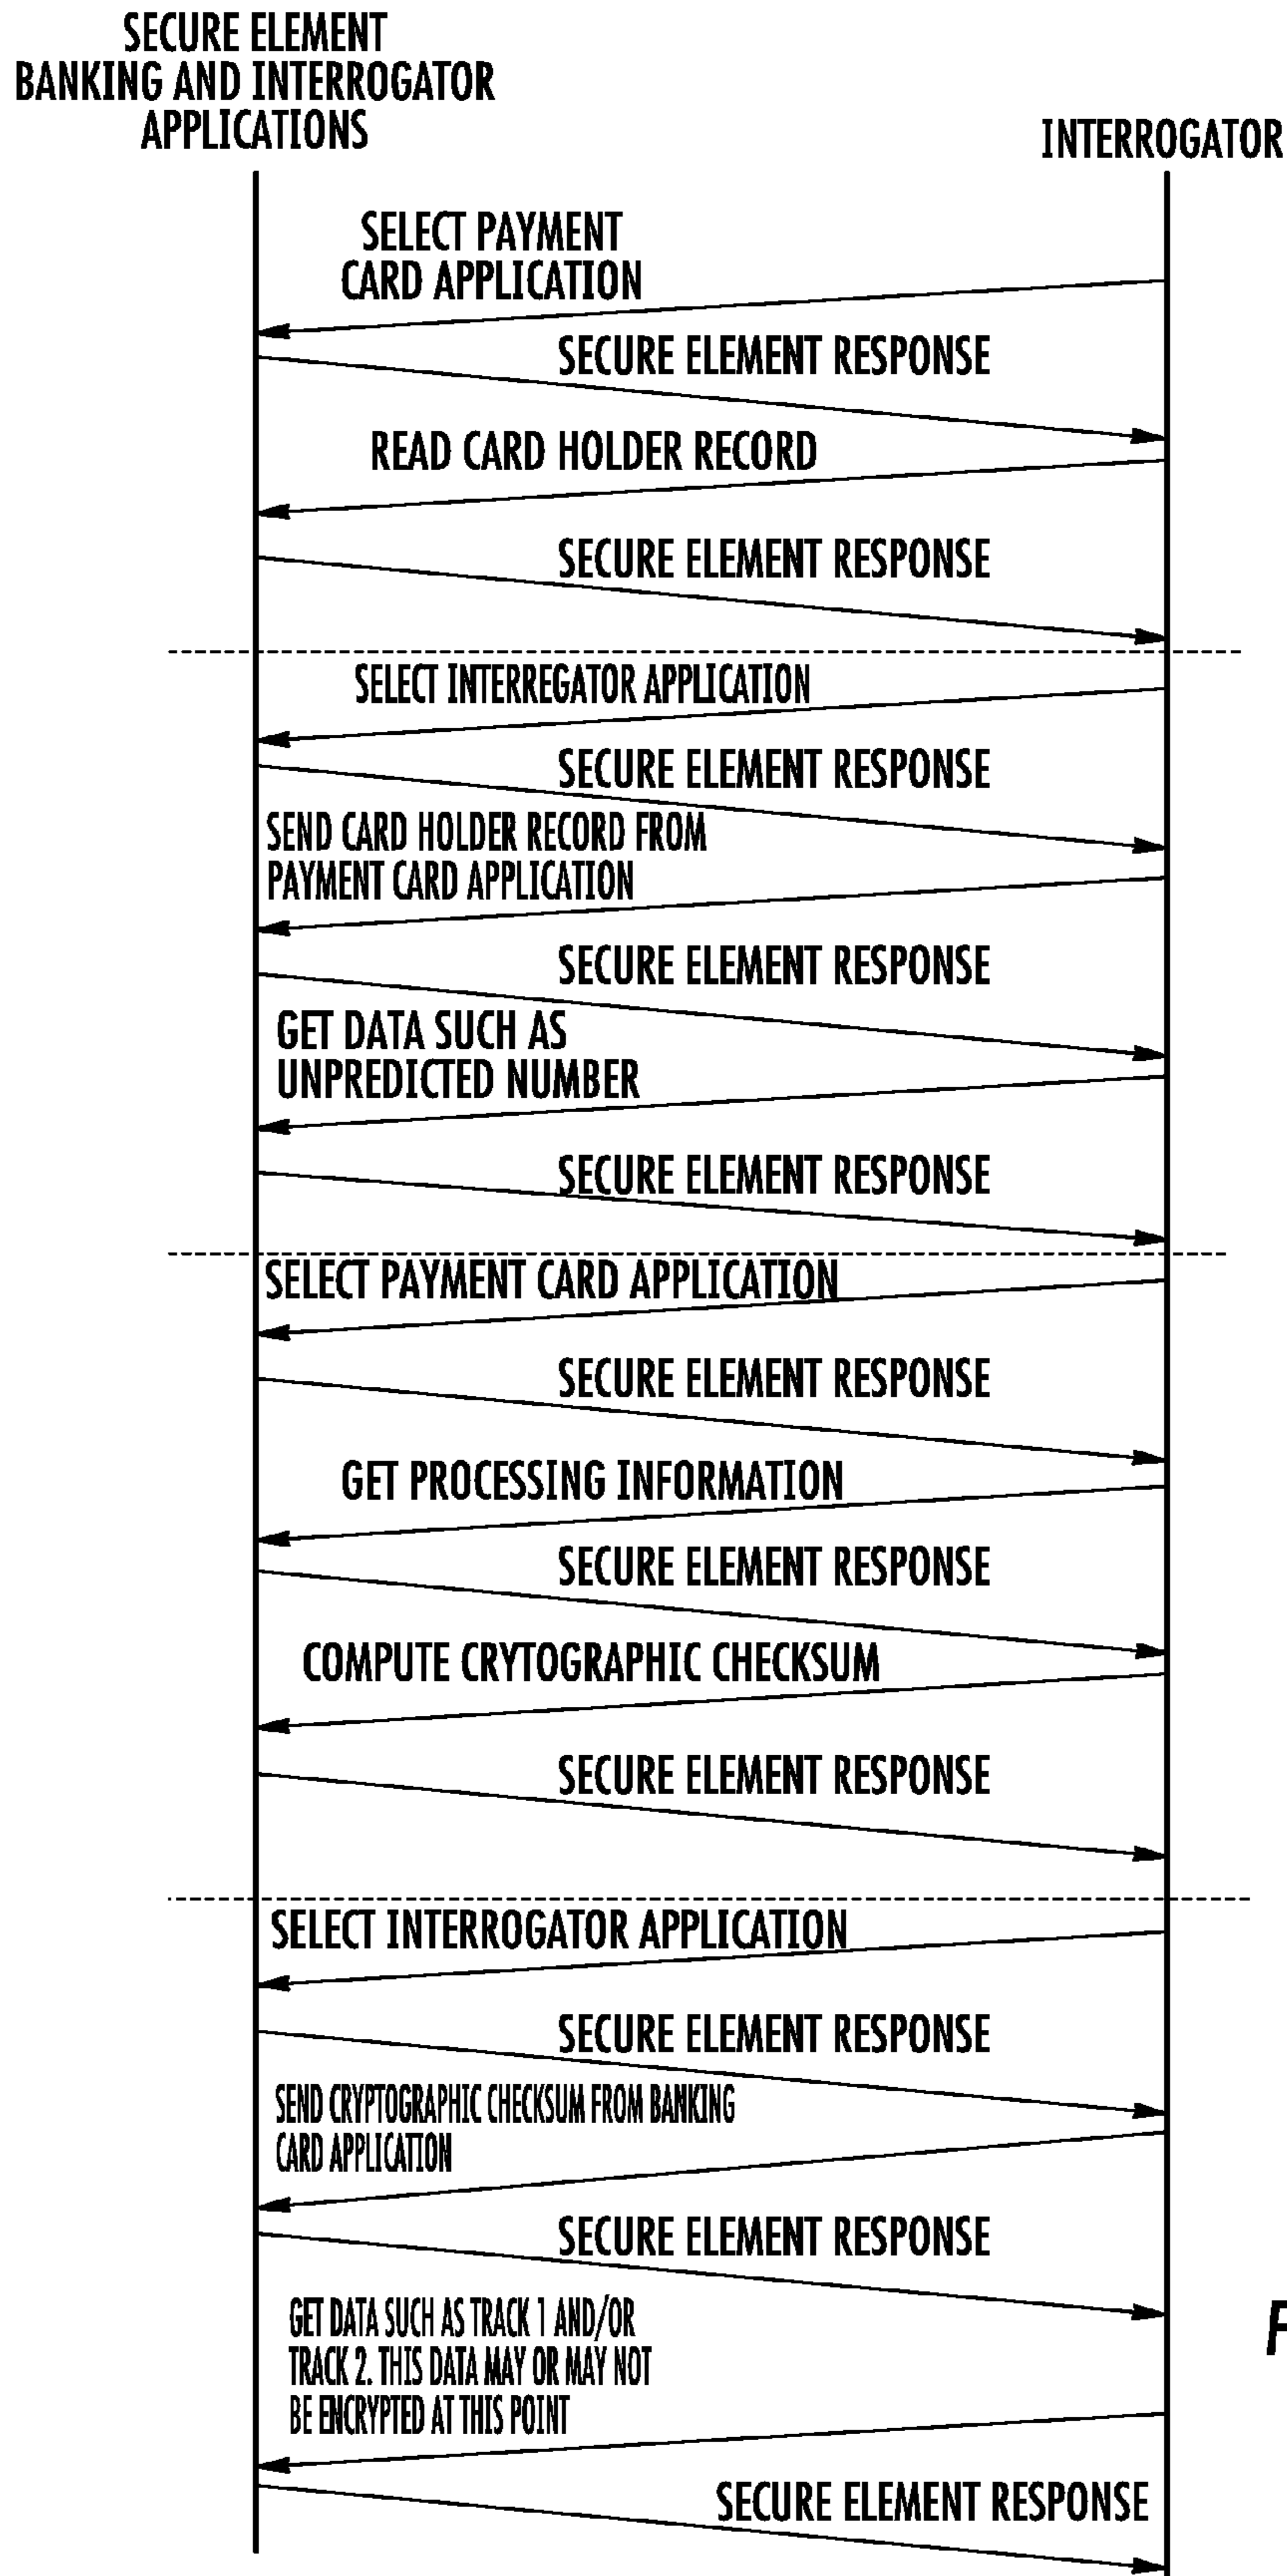 SECURE ELEMENT
BANKING AND INTERROGATOR
APPLICATIONS
INTERROGATOR
SELECT PAYMENT
CARD APPLICATION
SECURE ELEMENT RESPONSE
READ CARD HOLDER RECORD
SECURE ELEMENT RESPONSE
SELECT INTERREGATOR APPLICATION
SECURE ELEMENT RESPONSE
SEND CARD HOLDER RECORD FROM
PAYMENT CARD APPLICATION
SECURE ELEMENT RESPONSE
GET DATA SUCH AS
UNPREDICTED NUMBER
SECURE ELEMENT RESPONSE
SELECT PAYMENT CARD APPLICATION
SECURE ELEMENT RESPONSE
GET PROCESSING INFORMATION
SECURE ELEMENT RESPONSE
COMPUTE CRYTOGRAPHIC CHECKSUM
SECURE ELEMENT RESPONSE
SELECT INTERROGATOR APPLICATION
SECURE ELEMENT RESPONSE
SEND CRYPTOGRAPHIC CHECKSUM FROM BANKING
CARD APPLICATION
SECURE ELEMENT RESPONSE
GET DATA SUCH AS TRACK 1 AND/OR
TRACK 2. THIS DATA MAY OR MAY NOT
BE ENCRYPTED AT THIS POINT
SECURE ELEMENT RESPONSE